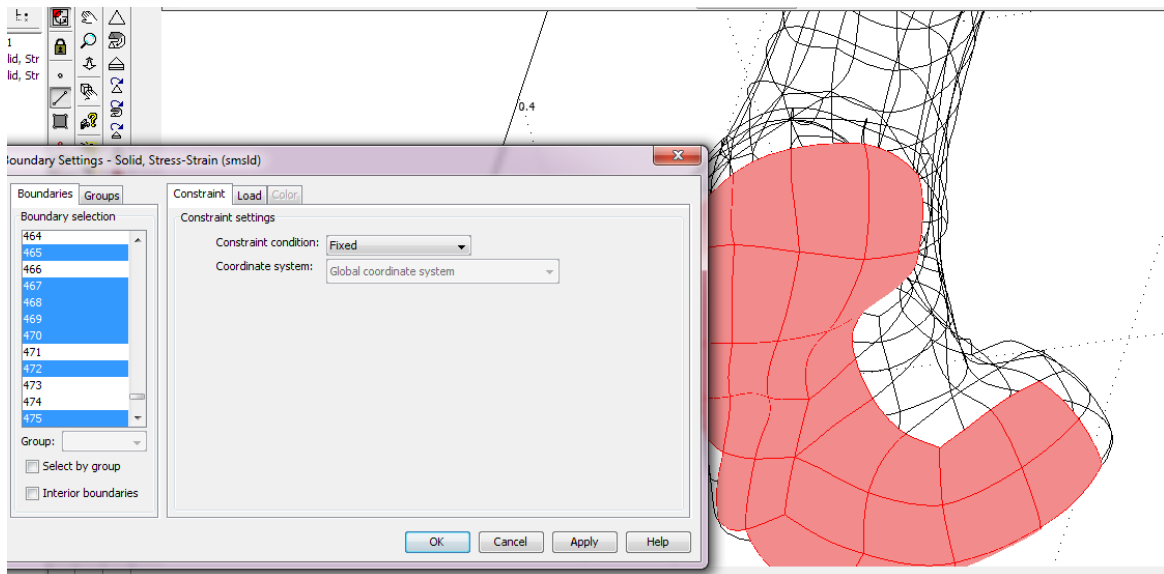 1
lid, Str
lid, Str
0.4
Boundary Settings - Solid, Stress-Strain (smsld)
Boundaries Groups
Boundary selection
464
465
466
467
468
469
470
471
472
473
474
475
Group:
Select by group
Interior boundaries
Constraint Load Color
Constraint settings
Constraint condition: Fixed
Coordinate system: Global coordinate system
OK Cancel Apply Help